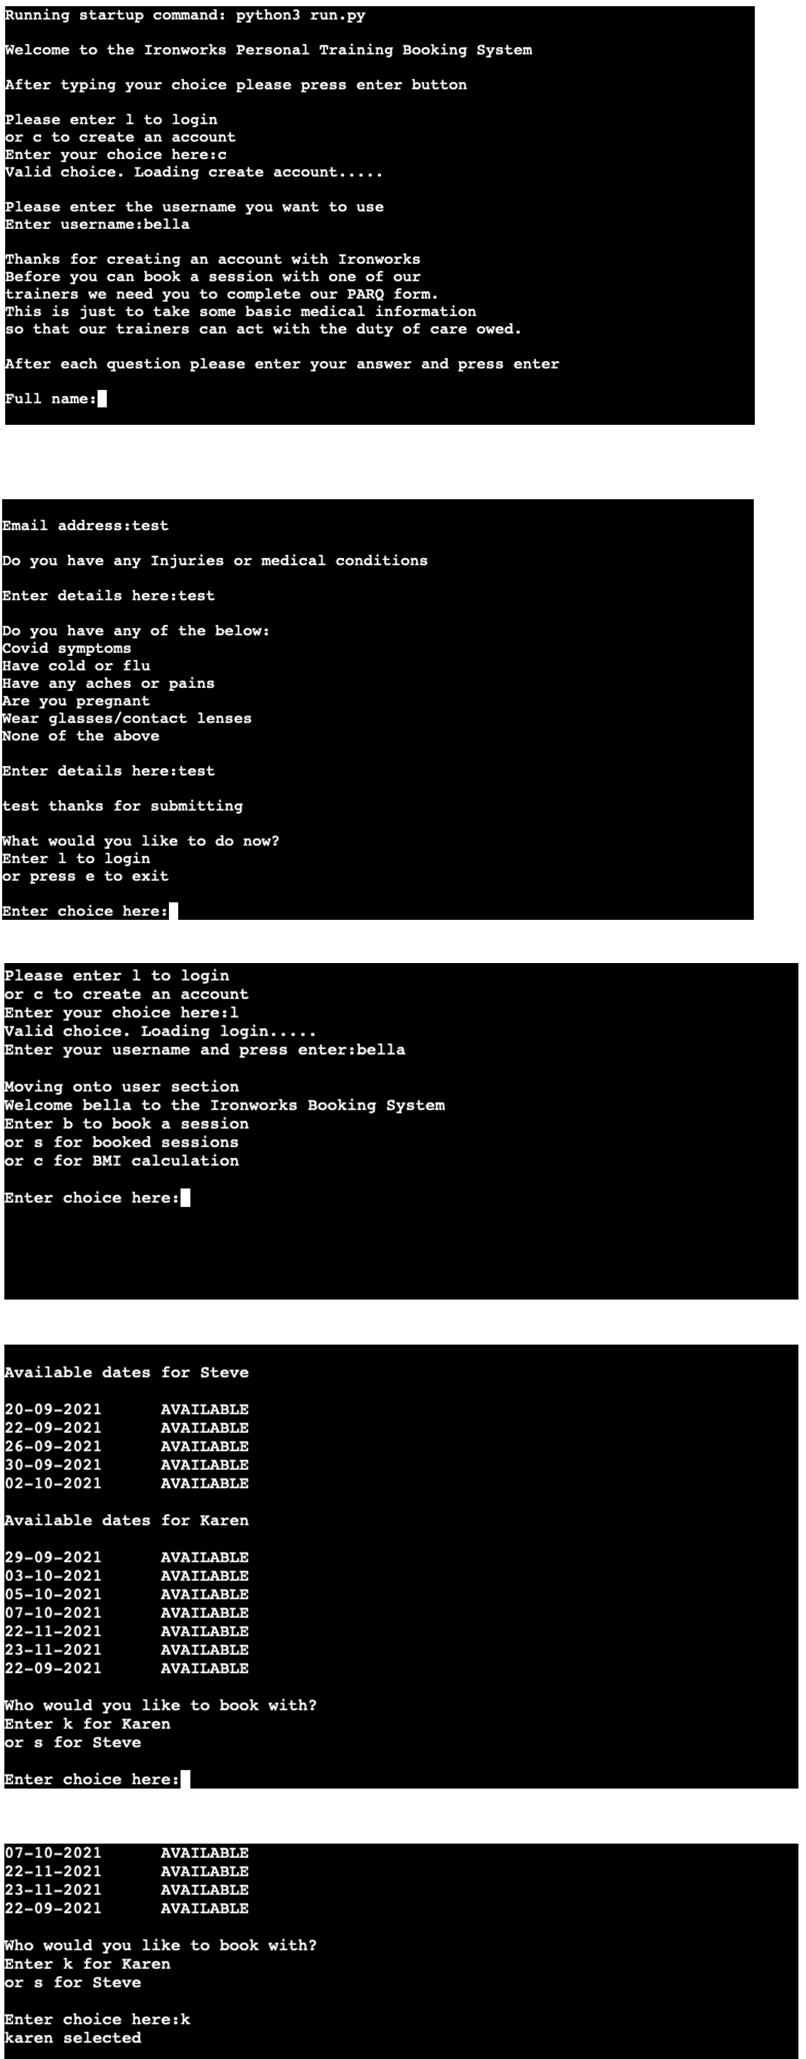 Running startup command: python3 run.py
Welcome to the Ironworks Personal Training Booking System
After typing your choice please press enter button
Please enter l to login
or c to create an account
Enter your choice here:c
Valid choice. Loading create account.....
Please enter the username you want to use
Enter username:bella
Thanks for creating an account with Ironworks
Before you can book a session with one of our
trainers we need you to complete our PARQ form.
This is just to take some basic medical information
so that our trainers can act with the duty of care owed.
After each question please enter your answer and press enter
Full name:
Email address:test
Do you have any Injuries or medical conditions
Enter details here:test
Do you have any of the below:
Covid symptoms
Have cold or flu
Have any aches or pains
Are you pregnant
Wear glasses/contact lenses
None of the above
Enter details here:test
test thanks for submitting
What would you like to do now?
Enter l to login
or press e to exit
Enter choice here:
Please enter l to login
or c to create an account
Enter your choice here:l
Valid choice. Loading login.....
Enter your username and press enter:bella
Moving onto user section
Welcome bella to the Ironworks Booking System
Enter b to book a session
or s for booked sessions
or c for BMI calculation
Enter choice here:
Available dates for Steve
20-09-2021 AVAILABLE
22-09-2021 AVAILABLE
26-09-2021 AVAILABLE
30-09-2021 AVAILABLE
02-10-2021 AVAILABLE
Available dates for Karen
29-09-2021 AVAILABLE
03-10-2021 AVAILABLE
05-10-2021 AVAILABLE
07-10-2021 AVAILABLE
22-11-2021 AVAILABLE
23-11-2021 AVAILABLE
22-09-2021 AVAILABLE
Who would you like to book with?
Enter k for Karen
or s for Steve
Enter choice here:
07-10-2021 AVAILABLE
22-11-2021 AVAILABLE
23-11-2021 AVAILABLE
22-09-2021 AVAILABLE
Who would you like to book with?
Enter k for Karen
or s for Steve
Enter choice here:k
karen selected